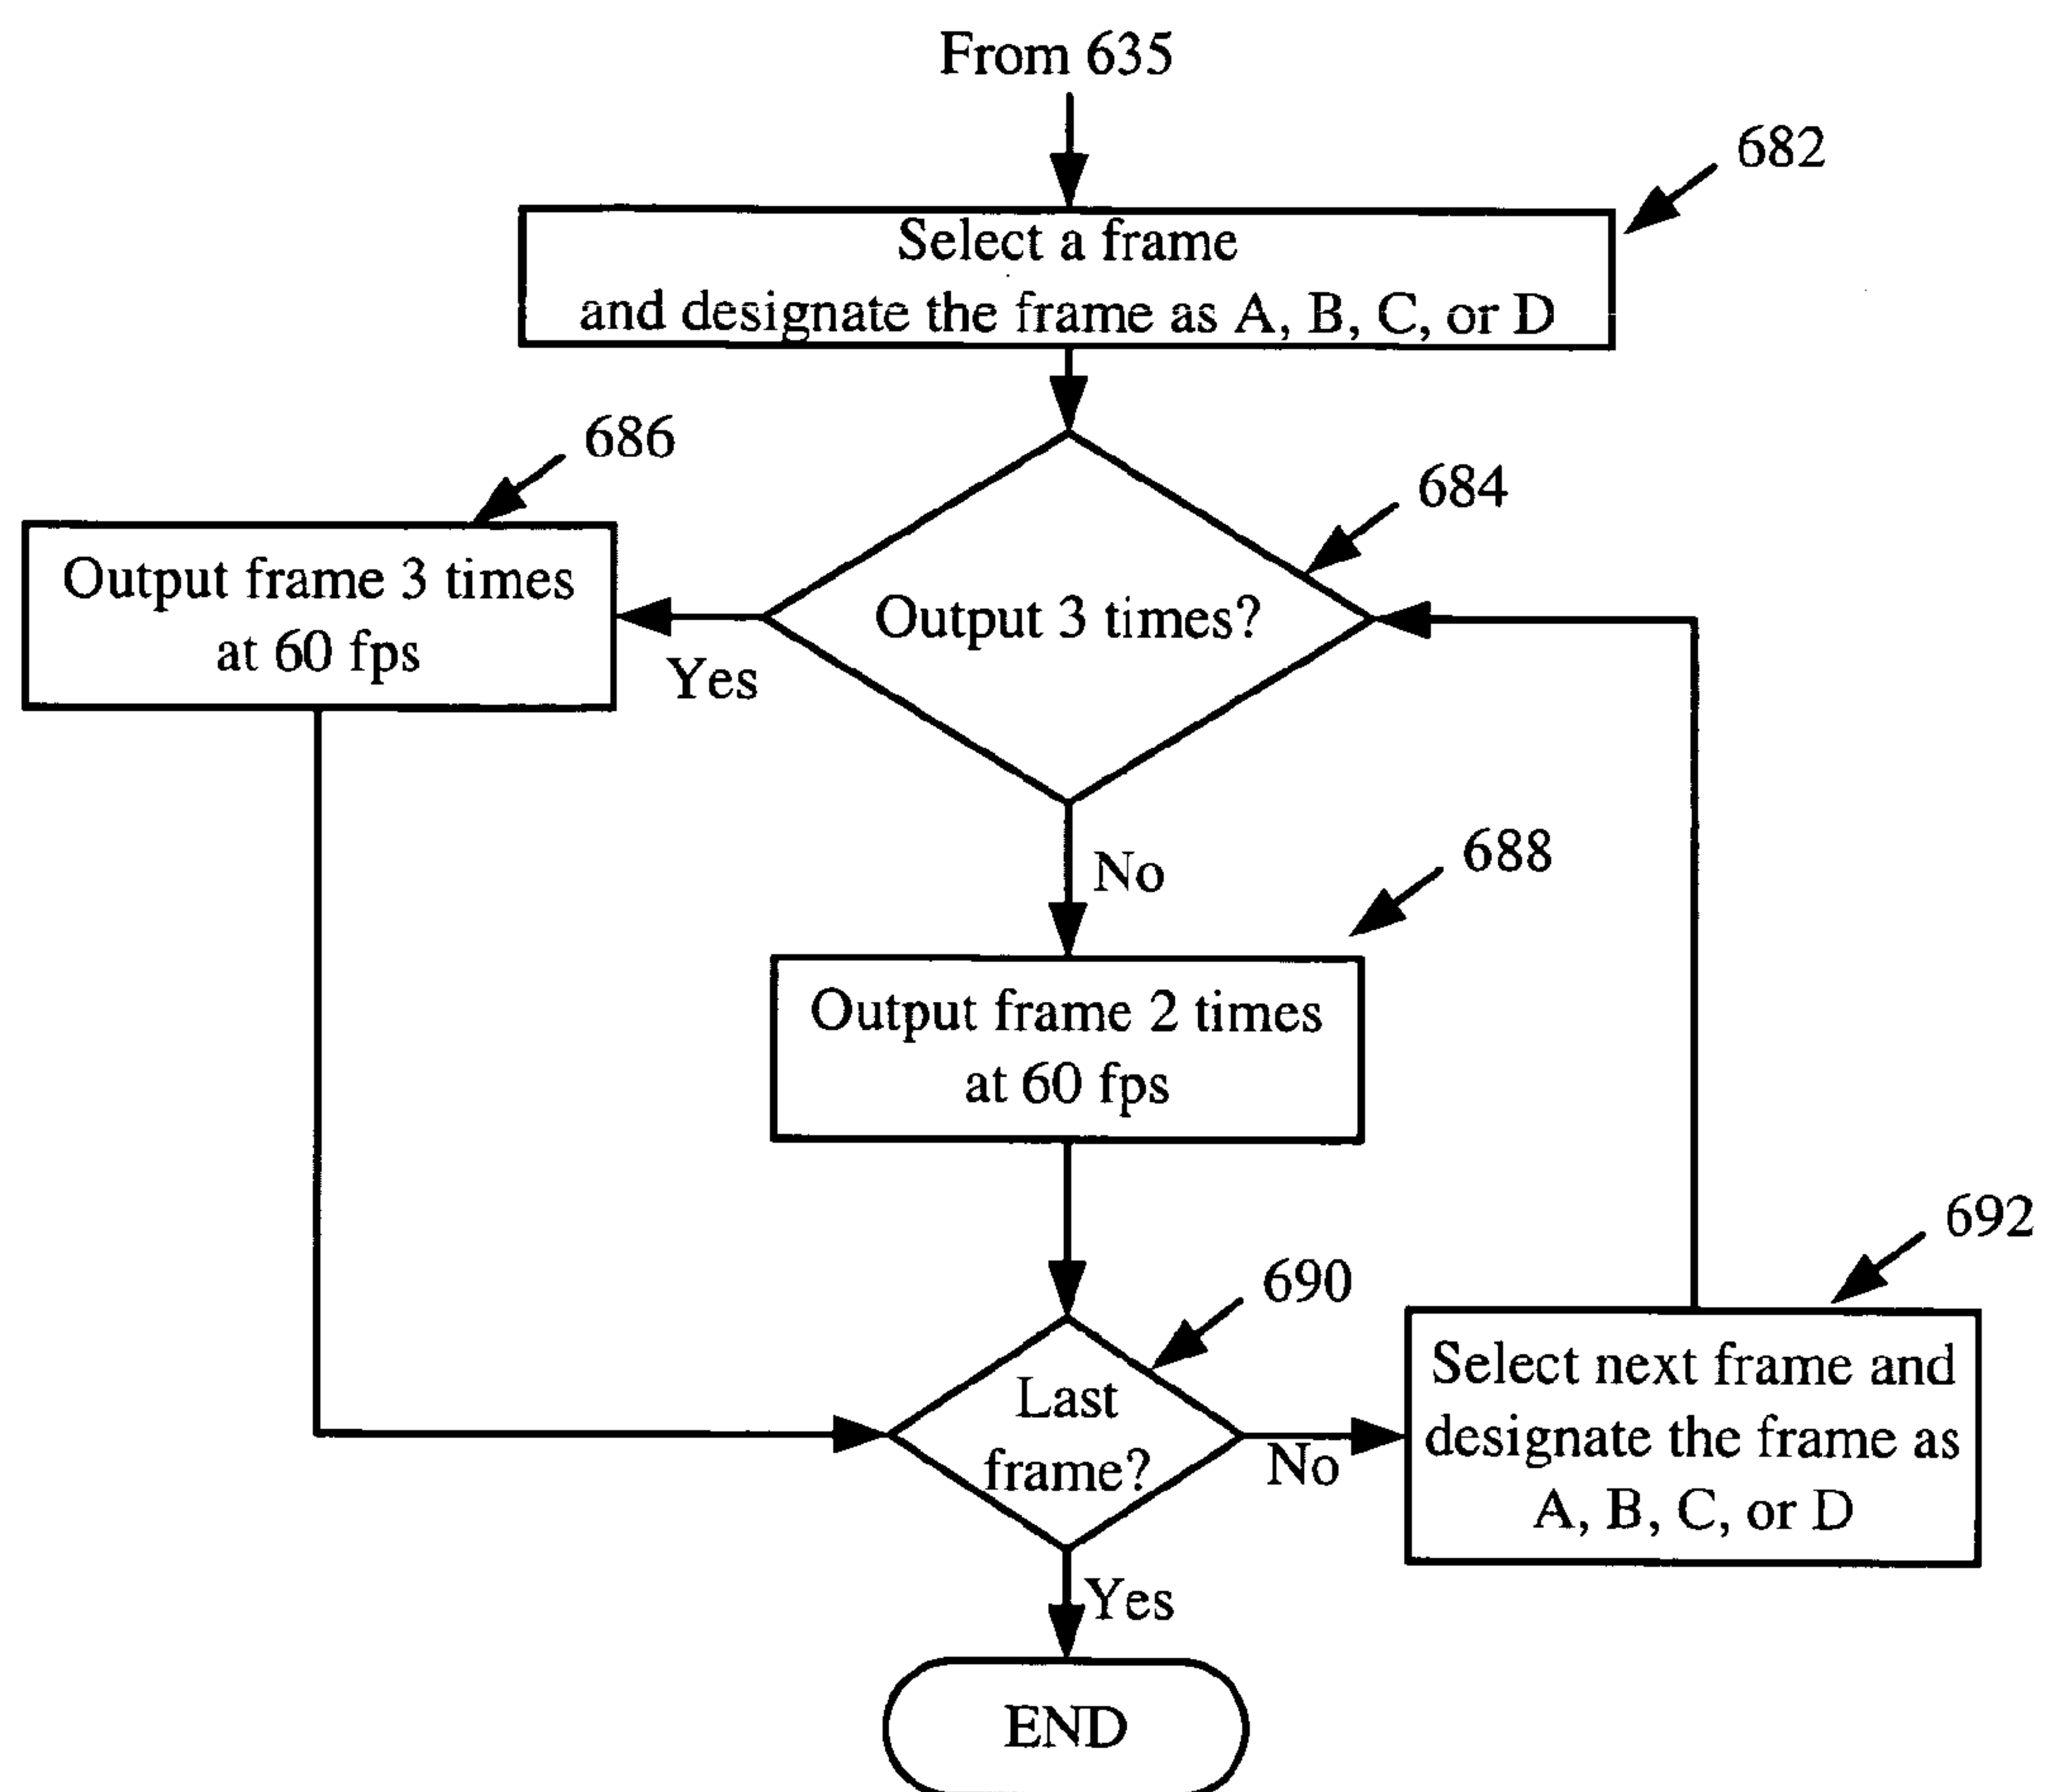 From 635
682
Select a frame
and designate the frame as A, B, C, or D
686
684
Output frame 3 times
at 60 fps
Output 3 times?
Yes
No
688
Output frame 2 times
at 60 fps
692
690
Last
frame?
No
Select next frame and
designate the frame as
A, B, C, or D
Yes
END